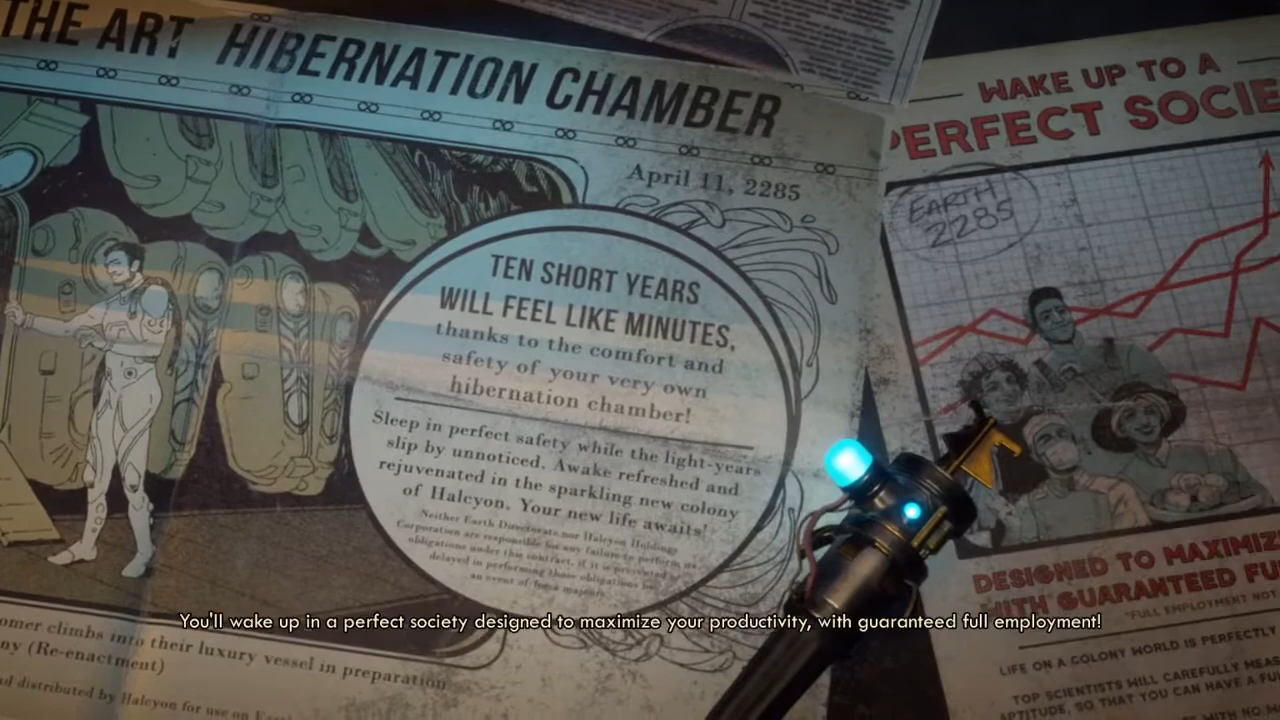 THE ART HIBERNATION CHAMBER
April 11, 2285
TEN SHORT YEARS
WILL FEEL LIKE MINUTES,
thanks to the comfort and
safety of your very own
hibernation chamber!
Sleep in perfect safety while the light-years
slip by unnoticed. Awake refreshed and
rejuvenated in the sparkling new colony
of Halcyon. Your new life awaits!
Neither Earth Directorate nor Halcyon Holdings
Corporation are responsible for any failure to perform its
obligations under this contract, if it is prevented or
delayed in performing those obligations by
an event of force majeure
omer climbs into their luxury vessel in preparation
ny (Re-enactment)
d distributed by Halcyon for use on
WAKE UP TO A
PERFECT SOCIE
EARTH
2285
DESIGNED TO MAXIMIZ
WITH GUARANTEED FU
*FULL EMPLOYMENT NOT
LIFE ON A COLONY WORLD IS PERFECTLY
TOP SCIENTISTS WILL CAREFULLY MEAS
APTITUDE, SO THAT YOU CAN HAVE A FU
WITH NO M
You'll wake up in a perfect society designed to maximize your productivity, with guaranteed full employment!